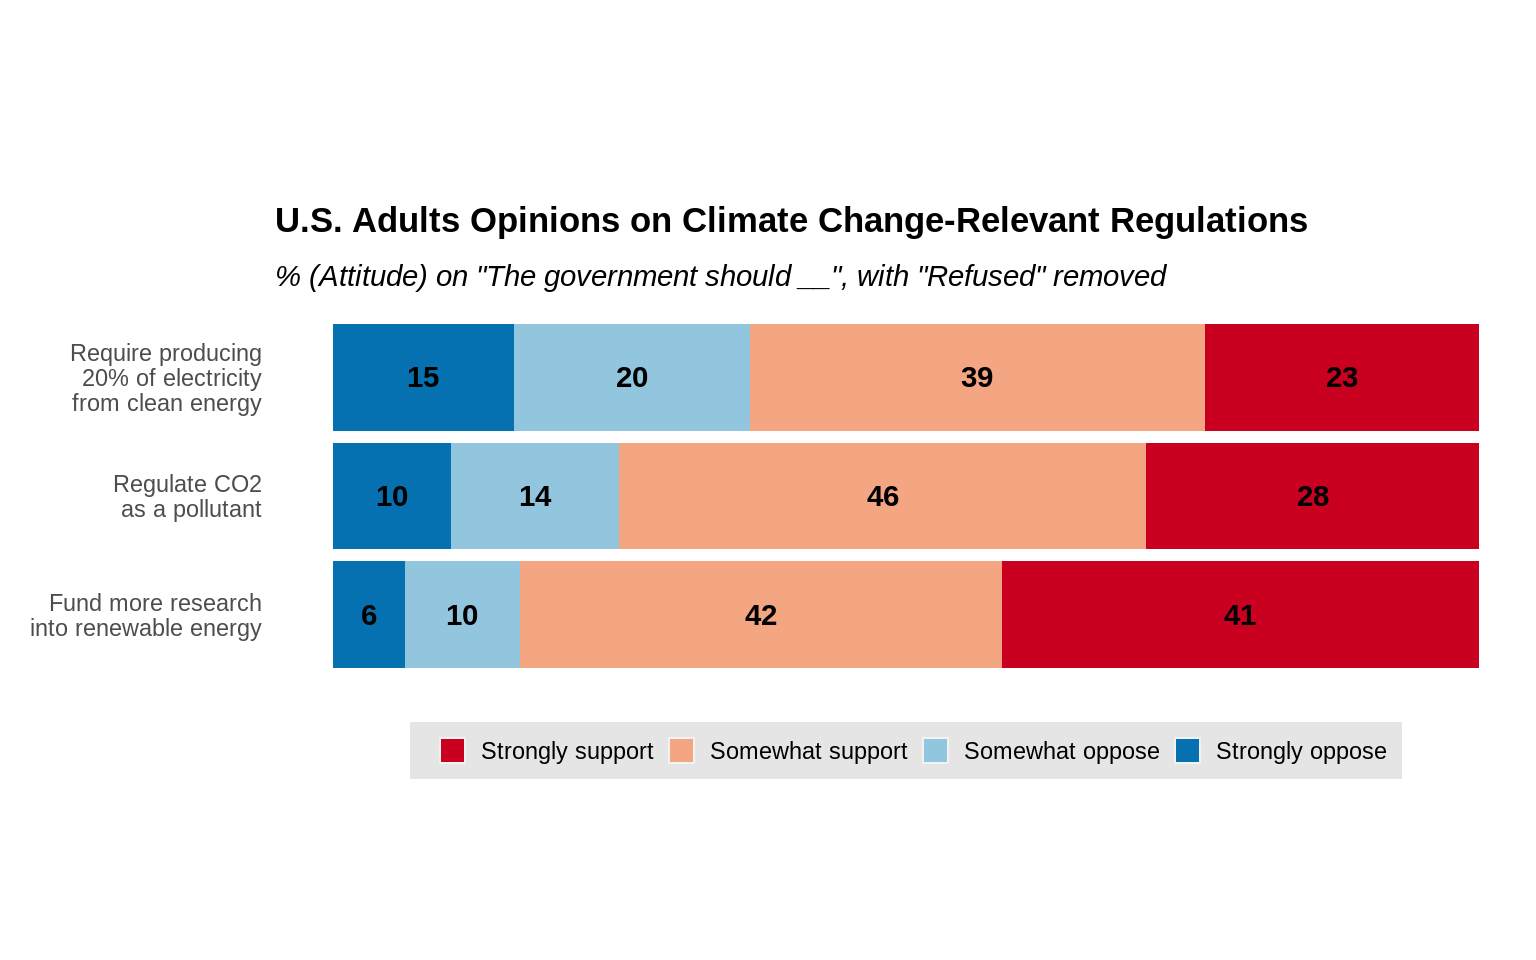 U.S. Adults Opinions on Climate Change-Relevant Regulations
% (Attitude) on "The government should __", with "Refused" removed
Require producing
20% of electricity
from clean energy
15 20 39 23
Regulate CO2
as a pollutant
10 14 46 28
Fund more research
into renewable energy
6 10 42 41
Strongly support Somewhat support Somewhat oppose Strongly oppose